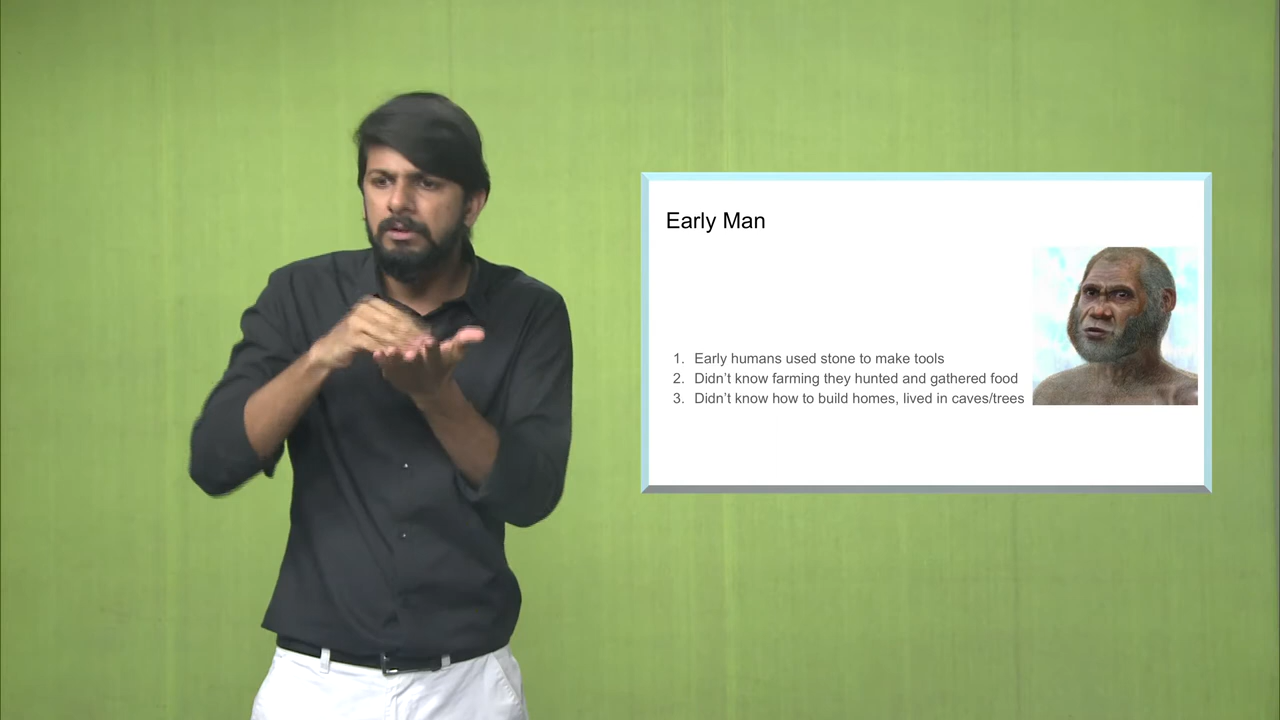 Early Man
1. Early humans used stone to make tools
2. Didn’t know farming they hunted and gathered food
3. Didn’t know how to build homes, lived in caves/trees